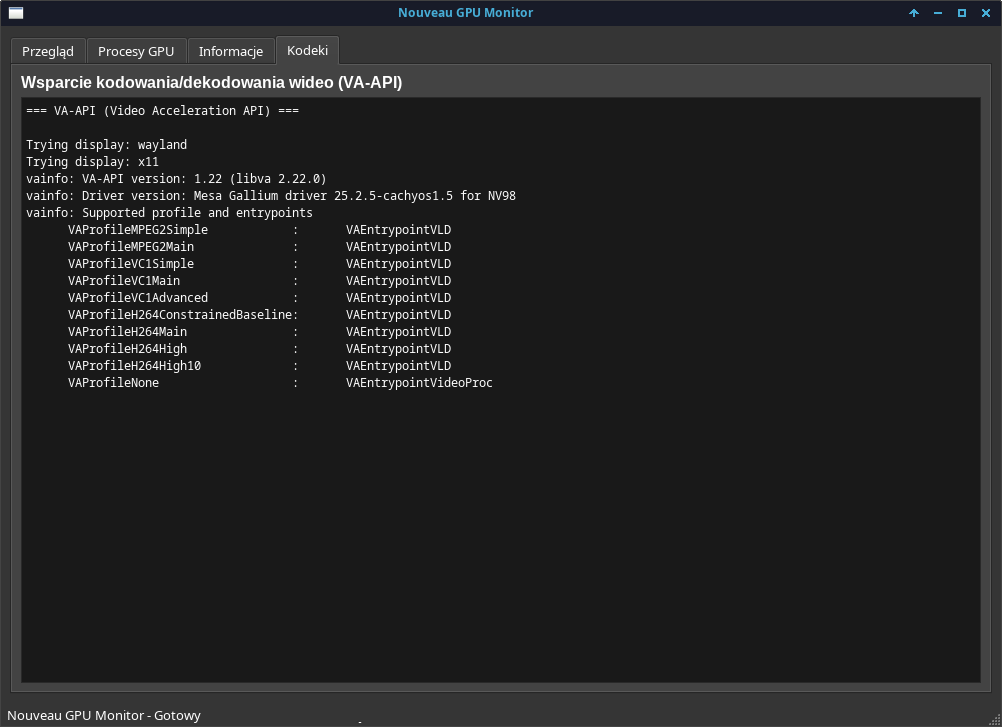 Nouveau GPU Monitor
Przegląd Procesy GPU Informacje Kodeki
Wsparcie kodowania/dekodowania wideo (VA-API)
=== VA-API (Video Acceleration API) ===
Trying display: wayland
Trying display: x11
vainfo: VA-API version: 1.22 (libva 2.22.0)
vainfo: Driver version: Mesa Gallium driver 25.2.5-cachyos1.5 for NV98
vainfo: Supported profile and entrypoints
VAProfileMPEG2Simple : VAEntrypointVLD
VAProfileMPEG2Main : VAEntrypointVLD
VAProfileVC1Simple : VAEntrypointVLD
VAProfileVC1Main : VAEntrypointVLD
VAProfileVC1Advanced : VAEntrypointVLD
VAProfileH264ConstrainedBaseline: VAEntrypointVLD
VAProfileH264Main : VAEntrypointVLD
VAProfileH264High : VAEntrypointVLD
VAProfileH264High10 : VAEntrypointVLD
VAProfileNone : VAEntrypointVideoProc
Nouveau GPU Monitor - Gotowy